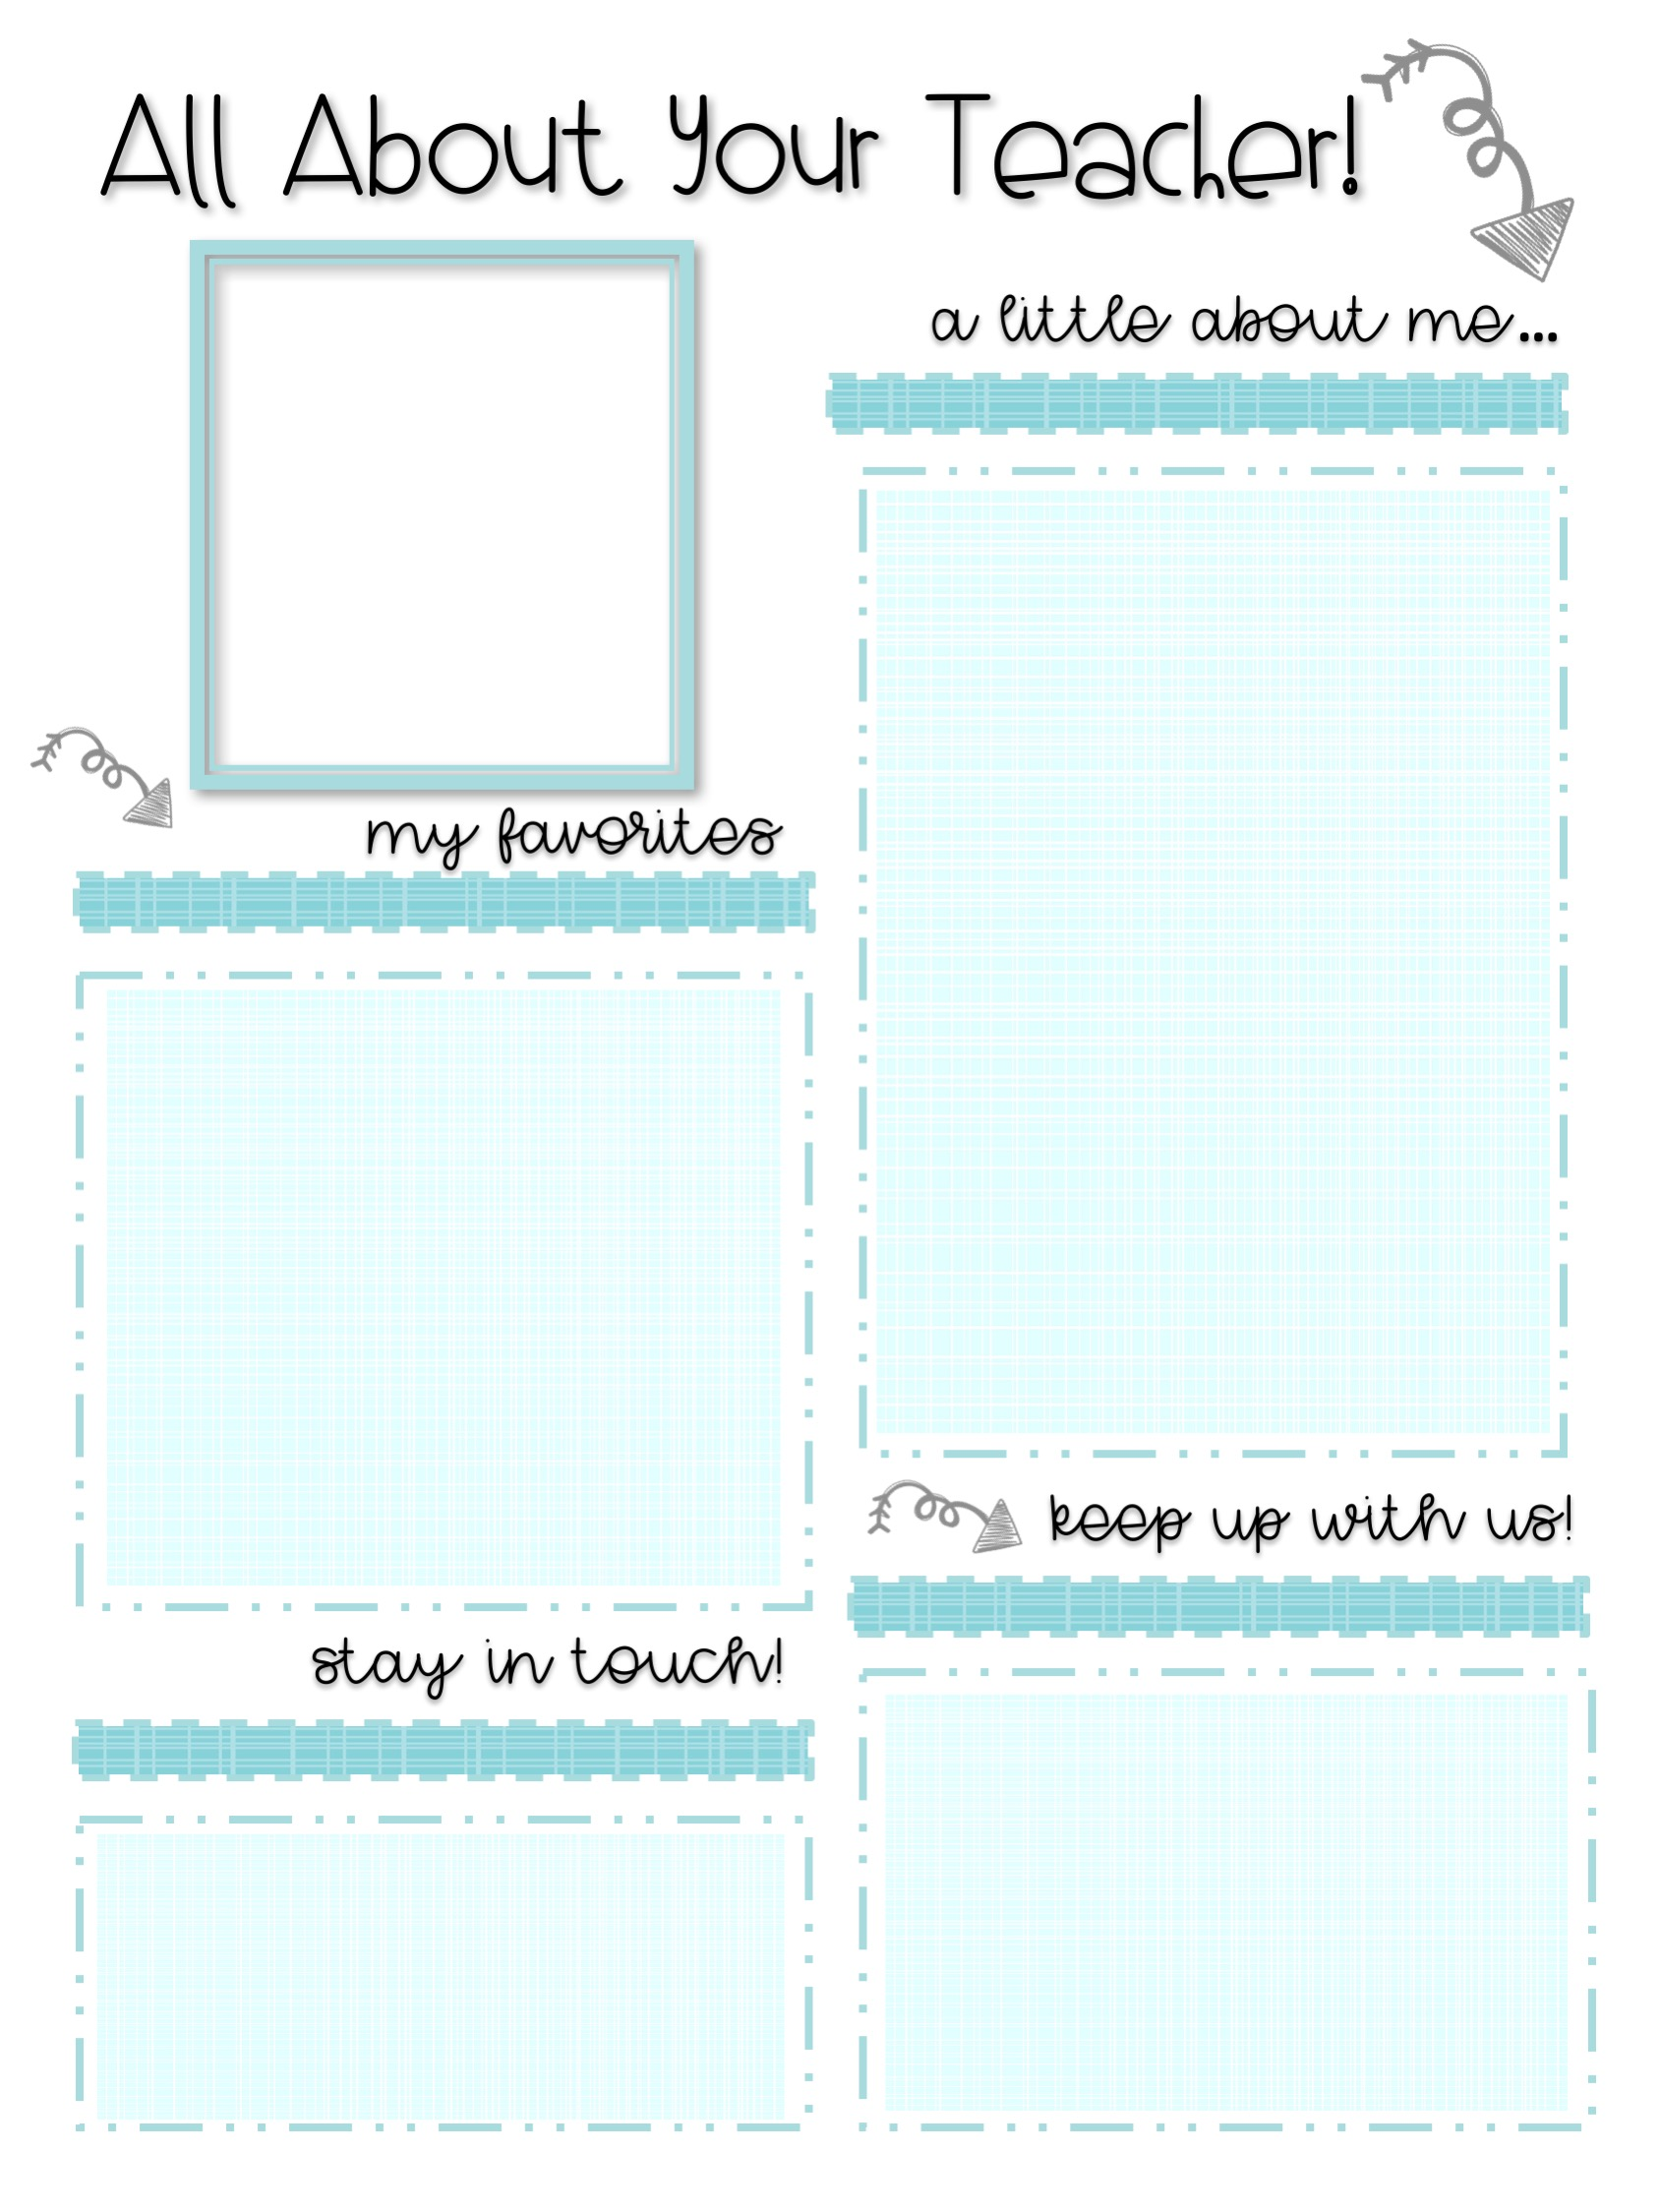 All About Your Teacher!
a little about me...
my favorites
keep up with us!
stay in touch!